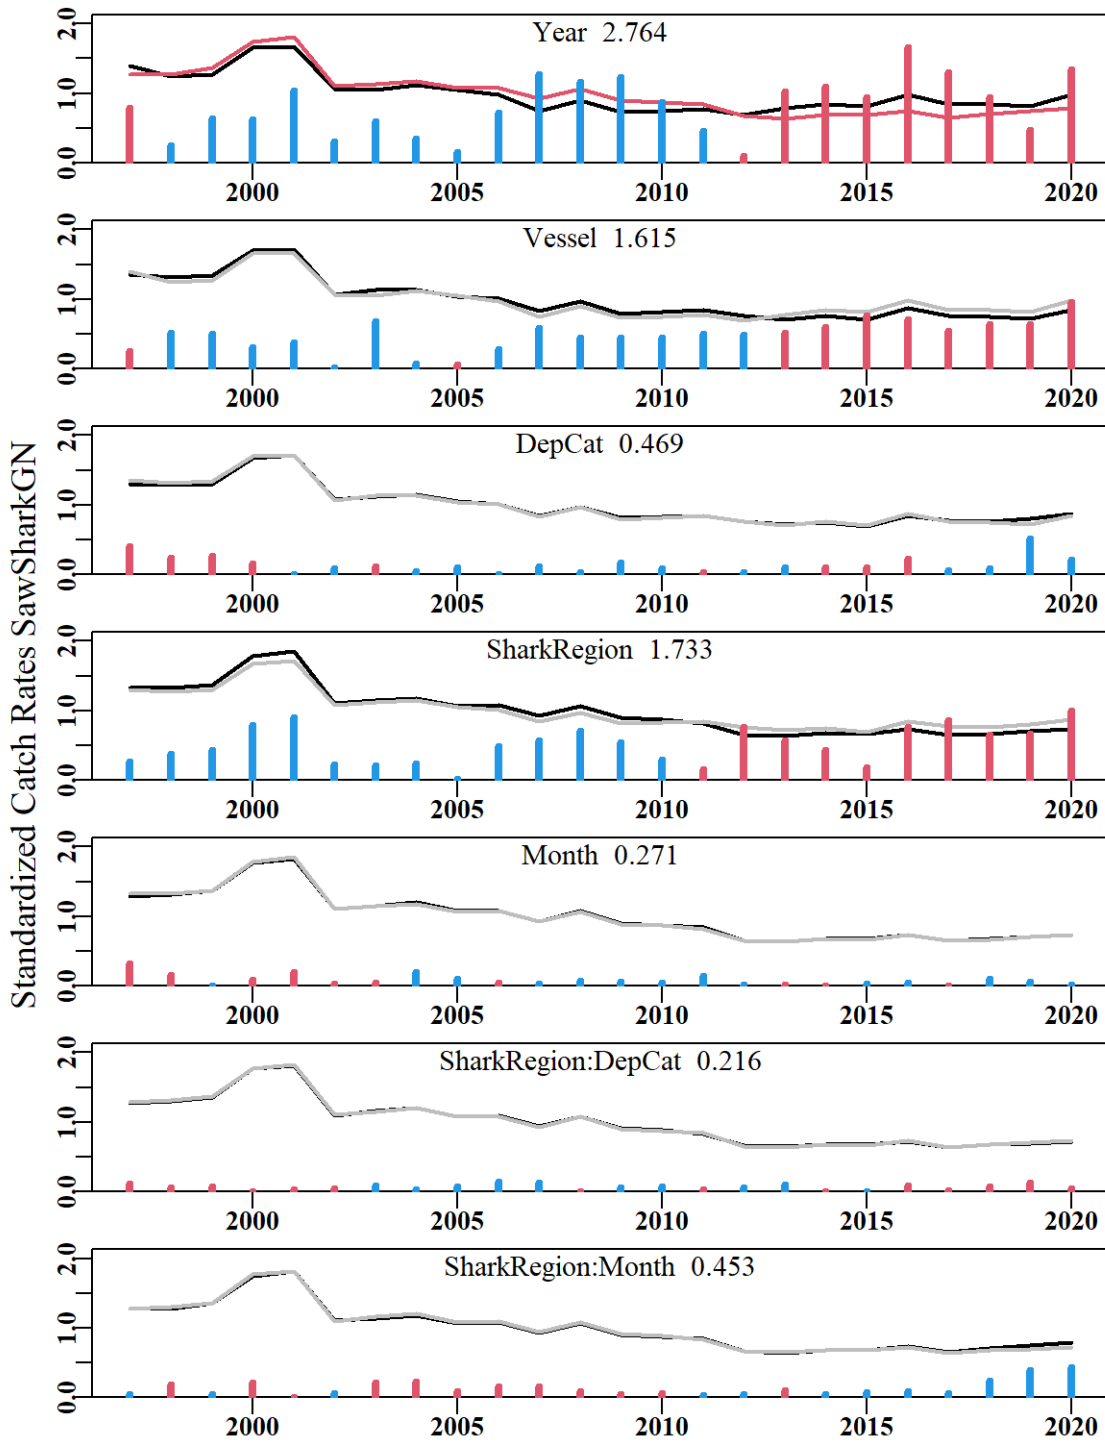 Standardized Catch Rates SawSharkGN
Year 2.764
0.0 1.0 2.0
2000 2005 2010 2015 2020
Vessel 1.615
0.0 1.0 2.0
2000 2005 2010 2015 2020
DepCat 0.469
0.0 1.0 2.0
2000 2005 2010 2015 2020
SharkRegion 1.733
0.0 1.0 2.0
2000 2005 2010 2015 2020
Month 0.271
0.0 1.0 2.0
2000 2005 2010 2015 2020
SharkRegion:DepCat 0.216
0.0 1.0 2.0
2000 2005 2010 2015 2020
SharkRegion:Month 0.453
0.0 1.0 2.0
2000 2005 2010 2015 2020